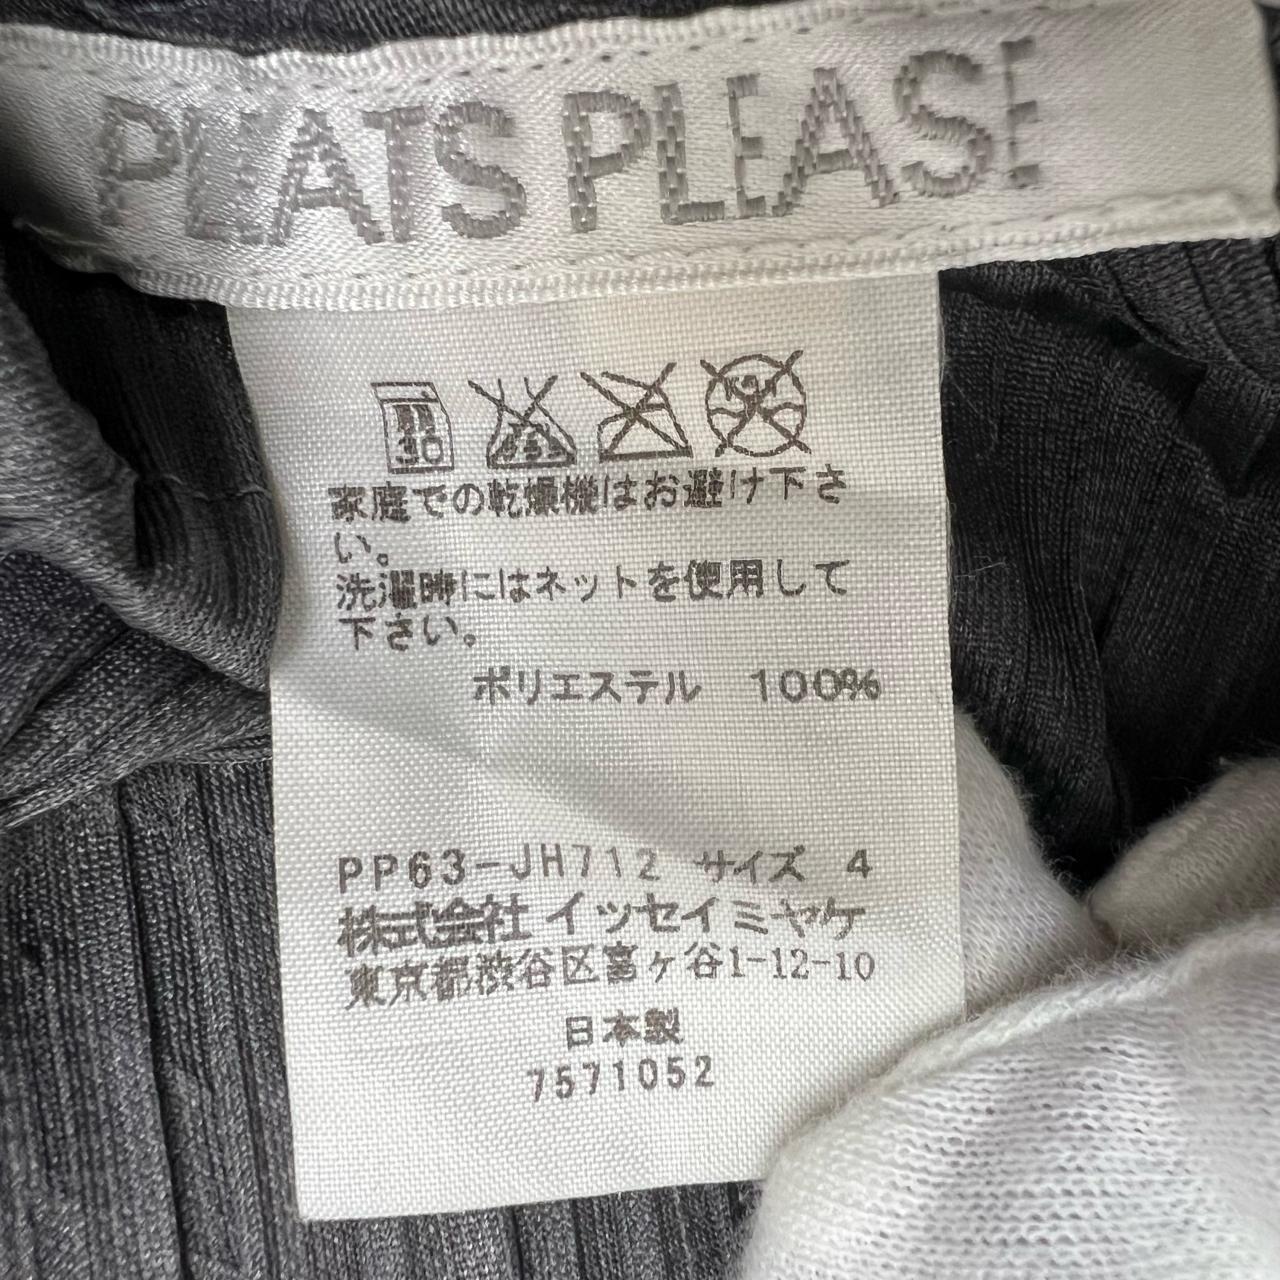 PLEATS PLEASE
30
家庭での乾燥機はお避け下さ
い。
洗濯時にはネットを使用して
下さい。
ポリエステル 100%
PP63-JH712 サイズ 4
株式会社 イッセイミヤケ
東京都渋谷区富ヶ谷1-12-10
日本製
7571052